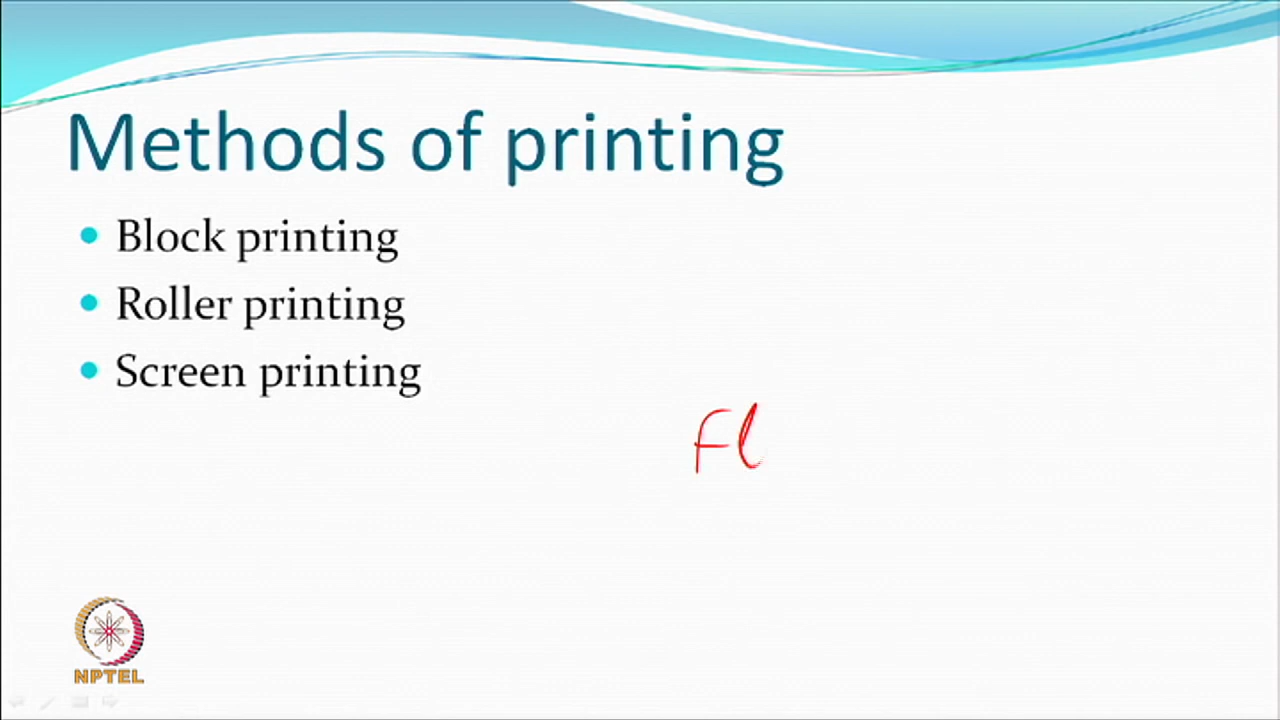 Methods of printing
Block printing
Roller printing
Screen printing
Fl
NPTEL